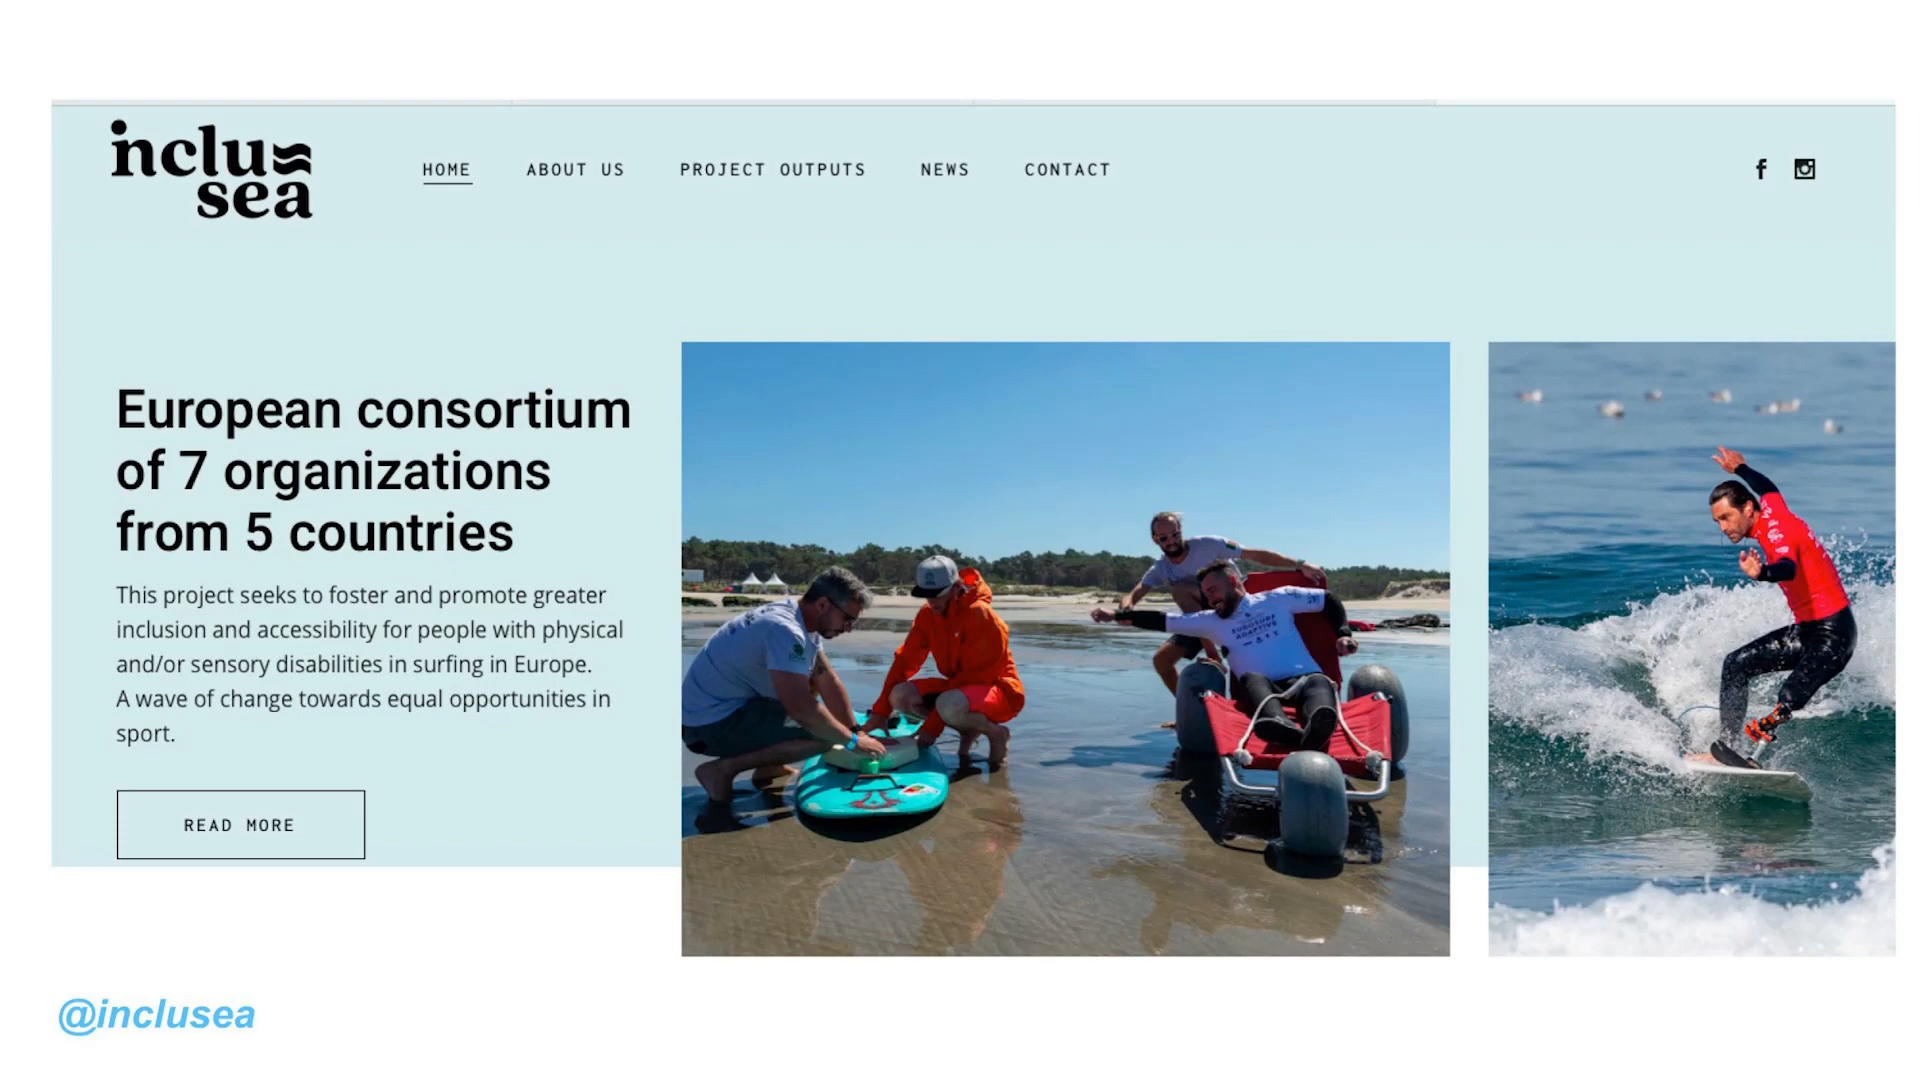 inclu
sea
HOME ABOUT US PROJECT OUTPUTS NEWS CONTACT
European consortium
of 7 organizations
from 5 countries
This project seeks to foster and promote greater
inclusion and accessibility for people with physical
and/or sensory disabilities in surfing in Europe.
A wave of change towards equal opportunities in
sport.
READ MORE
EUROSURF
ADAPTIVE
@inclusea